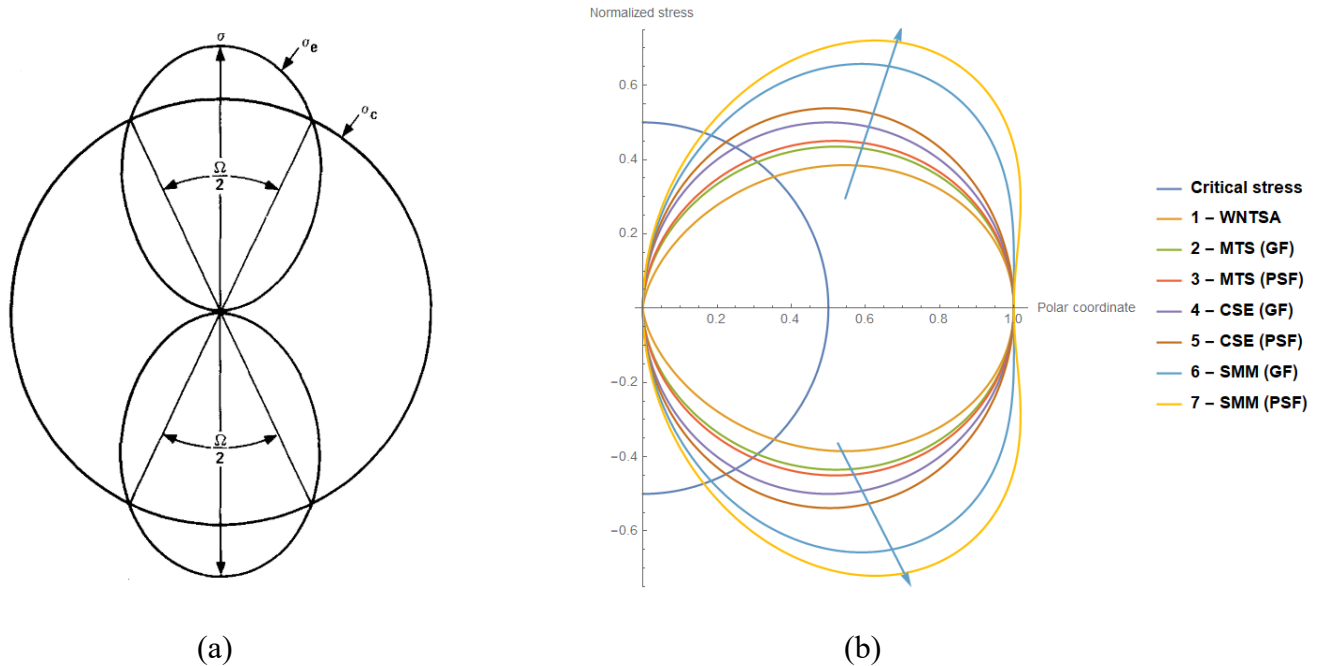 σ
σe
σc
Ω
2
Ω
2
(a)
Normalized stress
0.6
0.4
0.2
0.2
0.4
0.6
0.8
1.0
Polar coordinate
−0.2
−0.4
−0.6
Critical stress
1 – WNTSA
2 – MTS (GF)
3 – MTS (PSF)
4 – CSE (GF)
5 – CSE (PSF)
6 – SMM (GF)
7 – SMM (PSF)
(b)